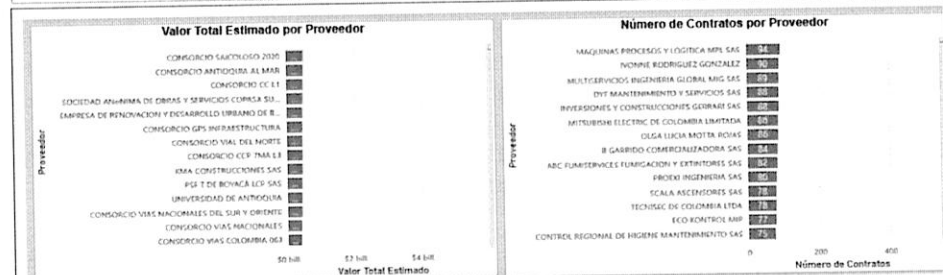 Valor Total Estimado por Proveedor
Proveedor
CONSORCIO SAICOLOSO 2020
CONSORCIO ANTIOQUIA AL MAR
CONSORCIO CC L1
SOCIEDAD ANóNIMA DE OBRAS Y SERVICIOS COPASA SU...
EMPRESA DE RENOVACION Y DESARROLLO URBANO DE B...
CONSORCIO GPS INFRAESTRUCTURA
CONSORCIO VIAL DEL NORTE
CONSORCIO CCP 7MA L3
KMA CONSTRUCCIONES SAS
PSF T DE BOYACÁ LCP SAS
UNIVERSIDAD DE ANTIOQUIA
CONSORCIO VIAS NACIONALES DEL SUR Y ORIENTE
CONSORCIO VIAS NACIONALES
CONSORCIO VIAS COLOMBIA 063
$0 bill $2 bill $4 bill
Valor Total Estimado
Número de Contratos por Proveedor
Proveedor
MAQUINAS PROCESOS Y LOGITICA MPL SAS 94
IVONNE RODRIGUEZ GONZALEZ 90
MULTISERVICIOS INGENIERIA GLOBAL MIG SAS 89
DYT MANTENIMIENTO Y SERVICIOS SAS 88
INVERSIONES Y CONSTRUCCIONES GERRARI SAS 88
MITSUBISHI ELECTRIC DE COLOMBIA LIMITADA 86
OLGA LUCIA MOTTA ROJAS 86
B GARRIDO COMERCIALIZADORA SAS 84
ABC FUMISERVICES FUMIGACION Y EXTINTORES SAS 82
PROEXI INGENIERIA SAS 80
SCALA ASCENSORES SAS 78
TECNISEC DE COLOMBIA LTDA 78
ECO KONTROL MIP 77
CONTROL REGIONAL DE HIGIENE MANTENIMIENTO SAS 75
0 200 400
Número de Contratos